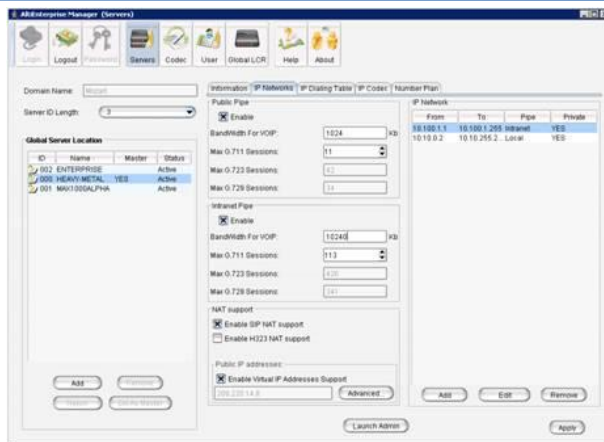 AltiEnterprise Manager (Servers)
Login Logout Password Servers Codec User Global LCR Help About
Domain Name: Mozart
Server ID Length: 3
Global Server Location
ID Name Master Status
002 ENTERPRISE Active
000 HEAVY-METAL YES Active
001 MAX1000ALPHA Active
Add Remove
Information IP Networks IP Dialing Table IP Codec Number Plan
Public Pipe
Enable
BandWidth For VOIP: 1024 Kb
Max G.711 Sessions: 11
Max G.723 Sessions: 42
Max G.729 Sessions: 34
Intranet Pipe
Enable
BandWidth For VOIP: 10240 Kb
Max G.711 Sessions: 113
Max G.723 Sessions: 426
Max G.729 Sessions: 341
NAT support
Enable SIP NAT support
Enable H323 NAT support
Public IP addresses
Enable Virtual IP Addresses Support
Advanced
IP Network
From To Pipe Private
10.100.1.1 10.100.1.255 Intranet YES
10.10.0.2 10.10.255.2... Local YES
Add Edit Remove
Launch Admin Apply